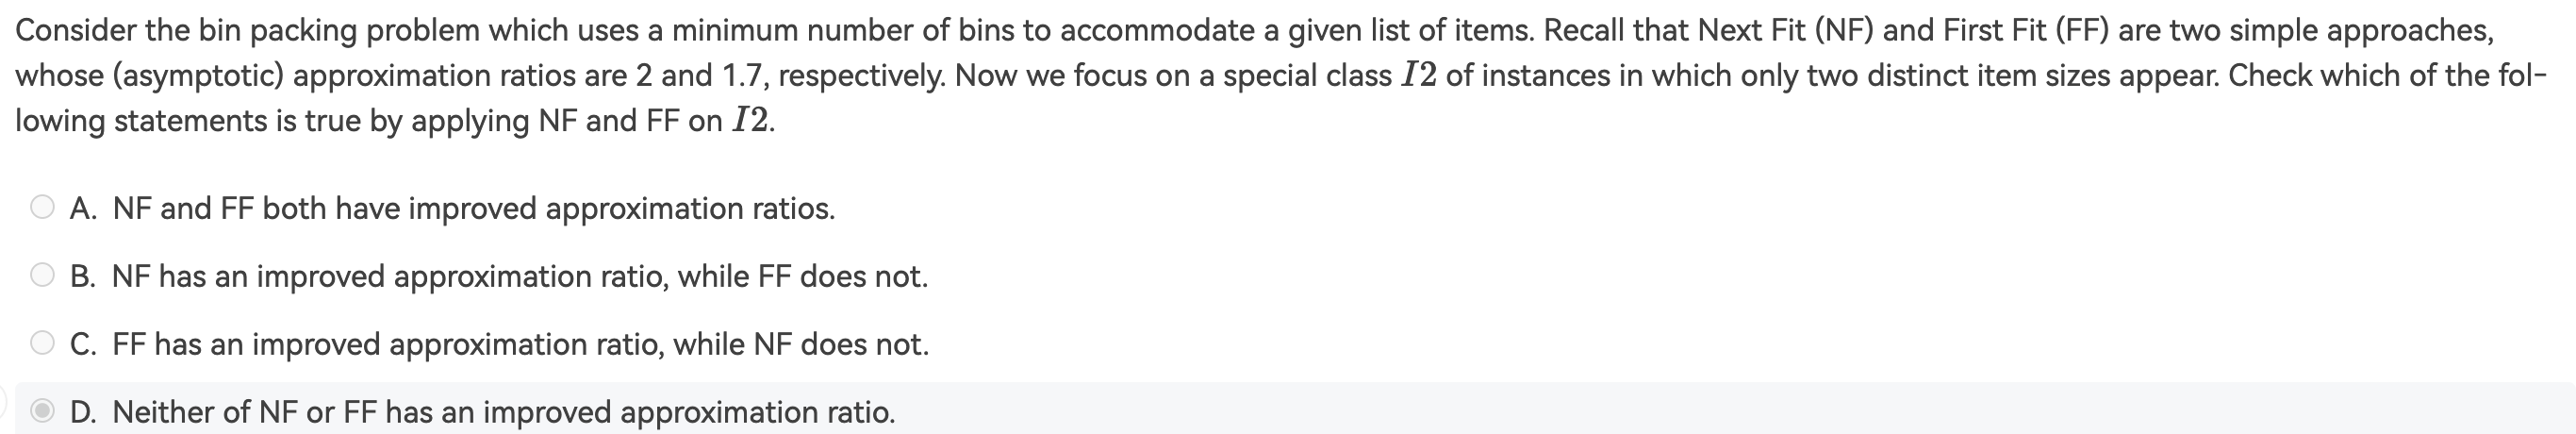 Consider the bin packing problem which uses a minimum number of bins to accommodate a given list of items. Recall that Next Fit (NF) and First Fit (FF) are two simple approaches,
whose (asymptotic) approximation ratios are 2 and 1.7, respectively. Now we focus on a special class I2 of instances in which only two distinct item sizes appear. Check which of the fol-
lowing statements is true by applying NF and FF on I2.
A. NF and FF both have improved approximation ratios.
B. NF has an improved approximation ratio, while FF does not.
C. FF has an improved approximation ratio, while NF does not.
D. Neither of NF or FF has an improved approximation ratio.